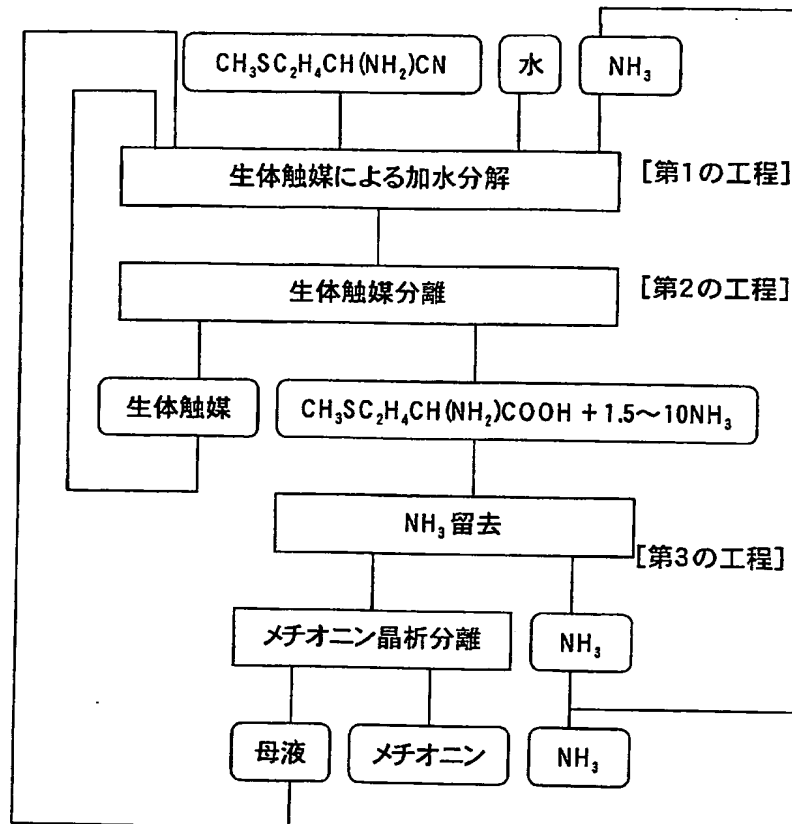 CH₃SC₂H₄CH(NH₂)CN
水
NH₃
生体触媒による加水分解
[第1の工程]
生体触媒分離
[第2の工程]
生体触媒
CH₃SC₂H₄CH(NH₂)COOH + 1.5～10NH₃
NH₃留去
[第3の工程]
メチオニン晶析分離
NH₃
母液
メチオニン
NH₃